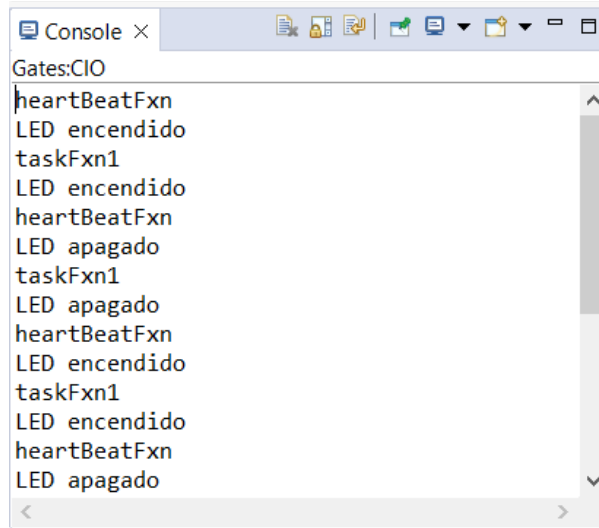 Console
Gates:CIO
heartBeatFxn
LED encendido
taskFxn1
LED encendido
heartBeatFxn
LED apagado
taskFxn1
LED apagado
heartBeatFxn
LED encendido
taskFxn1
LED encendido
heartBeatFxn
LED apagado